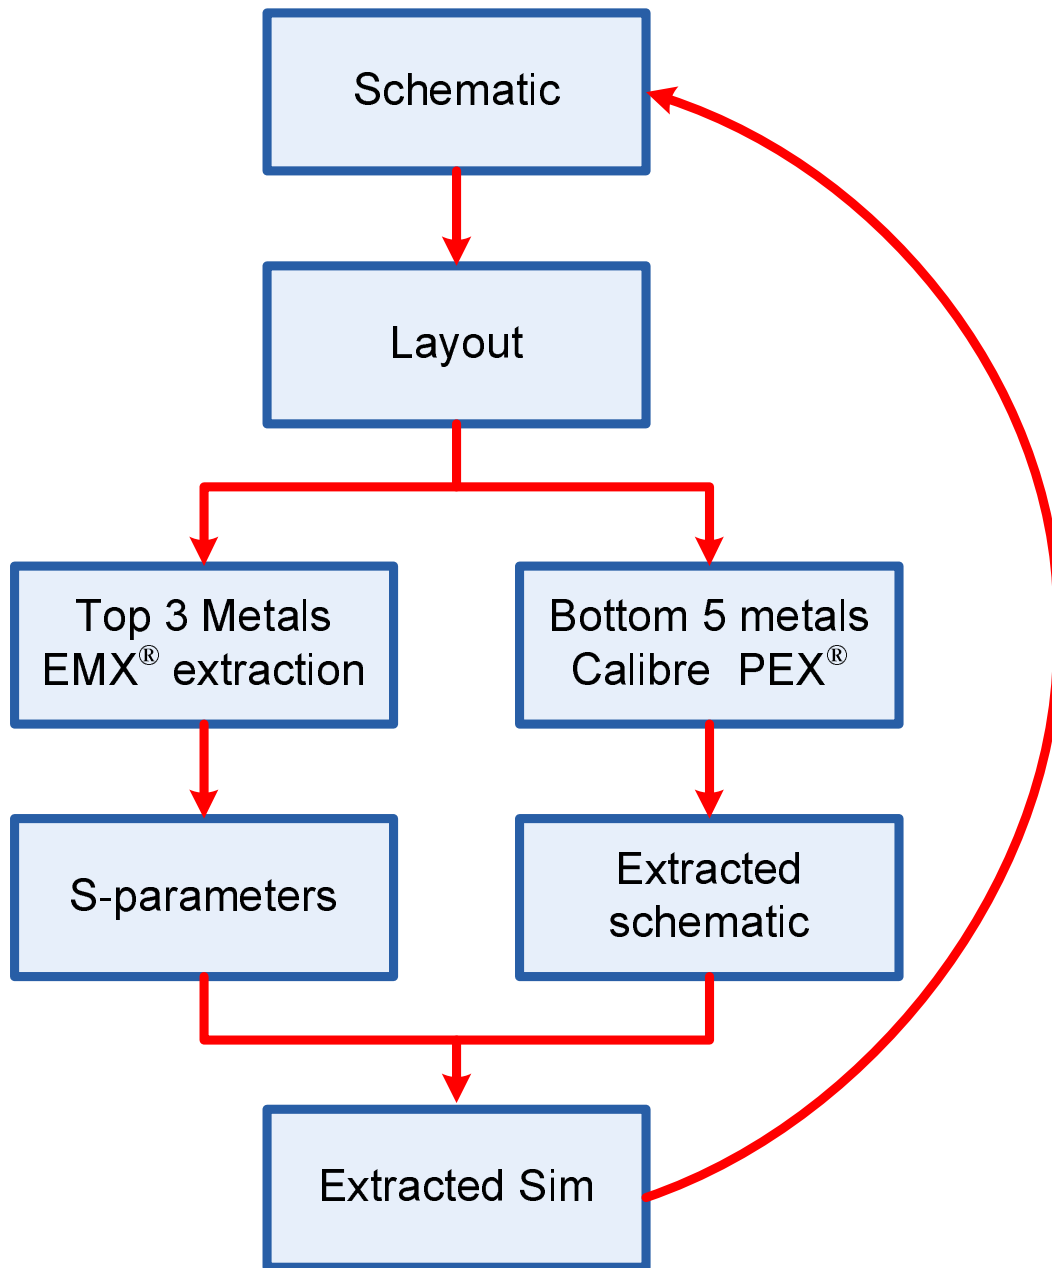 Schematic
Layout
Top 3 Metals
EMX® extraction
Bottom 5 metals
Calibre PEX®
S-parameters
Extracted
schematic
Extracted Sim